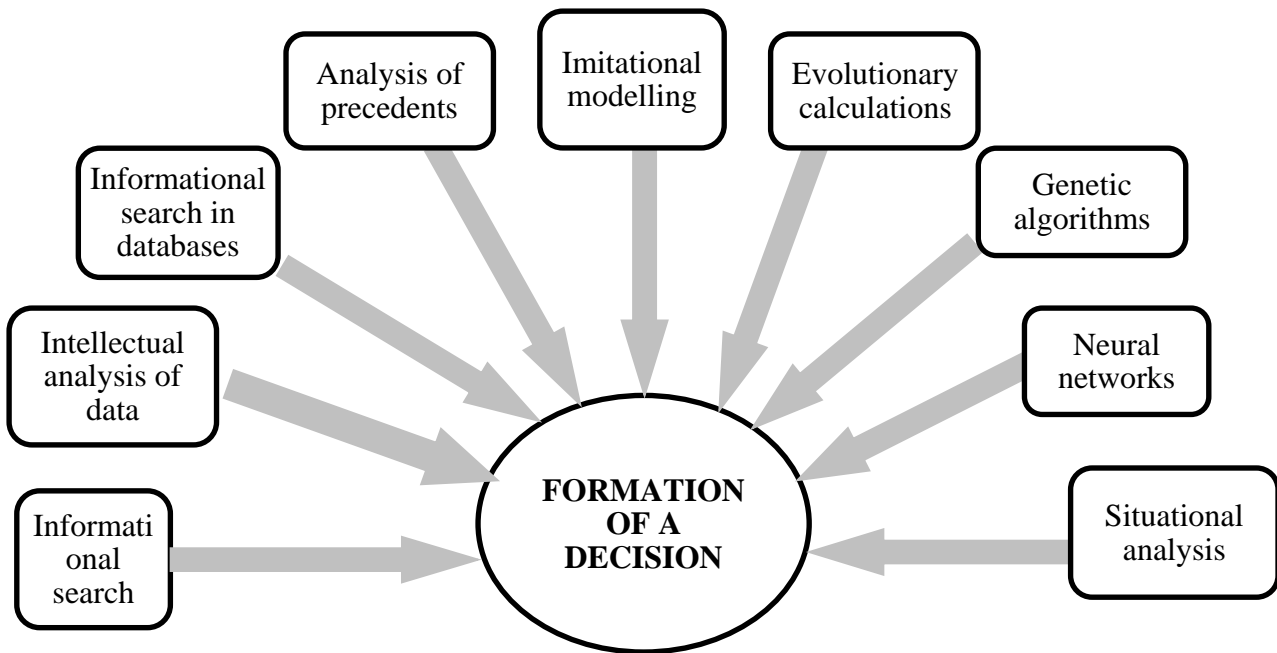 Informati
onal
search
Intellectual
analysis of
data
Informational
search in
databases
Analysis of
precedents
Imitational
modelling
Evolutionary
calculations
Genetic
algorithms
Neural
networks
Situational
analysis
FORMATION
OF A
DECISION